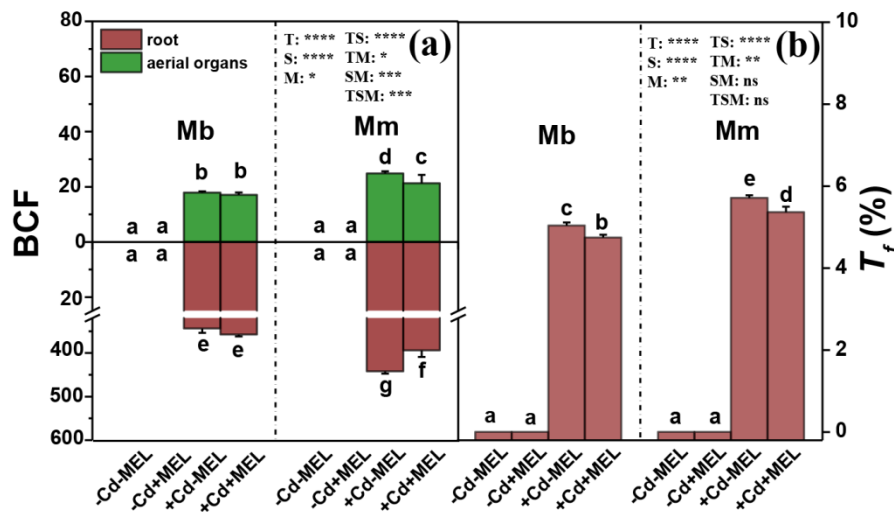 80
60
40
20
0
20
400
500
600
BCF
root
aerial organs
T: ****
S: ****
M: *
TS: ****
TM: *
SM: ***
TSM: ***
(a)
Mb
Mm
a a b b
a a e e
a a d c
a a g f
-Cd-MEL
-Cd+MEL
+Cd-MEL
+Cd+MEL
-Cd-MEL
-Cd+MEL
+Cd-MEL
+Cd+MEL
T: ****
S: ****
M: **
TS: ****
TM: **
SM: ns
TSM: ns
(b)
Mb
Mm
a a c b
a a e d
-Cd-MEL
-Cd+MEL
+Cd-MEL
+Cd+MEL
-Cd-MEL
-Cd+MEL
+Cd-MEL
+Cd+MEL
10
8
6
4
2
0
Tf (%)